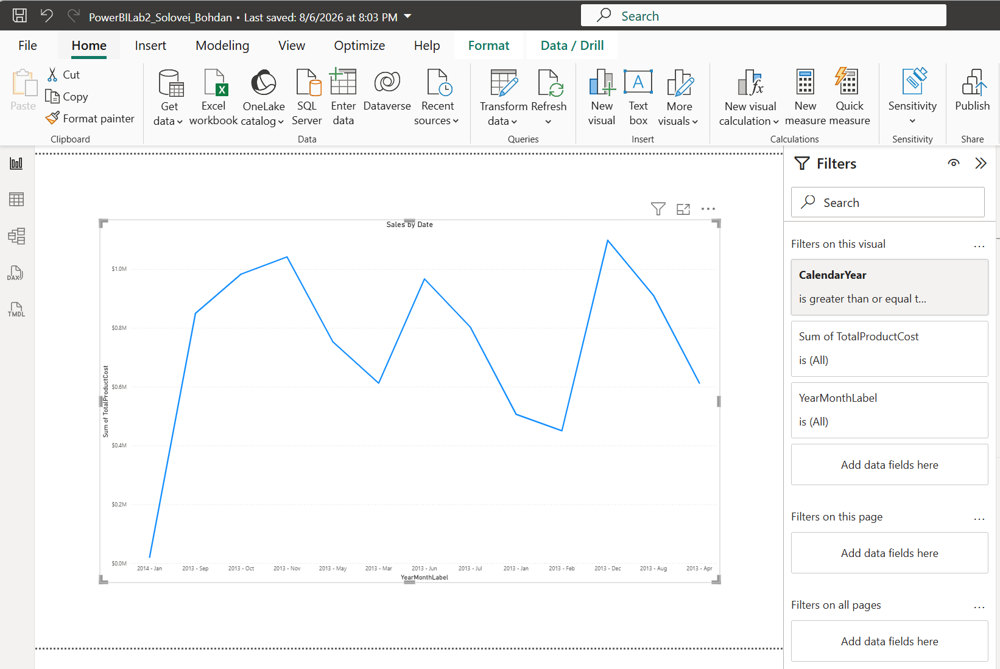 PowerBILab2_Solovei_Bohdan • Last saved: 8/6/2026 at 8:03 PM
Search
File Home Insert Modeling View Optimize Help Format Data / Drill
Paste
Cut
Copy
Format painter
Clipboard
Get data
Excel workbook
OneLake catalog
SQL Server
Enter data
Dataverse
Recent sources
Data
Transform data
Refresh
Queries
New visual
Text box
More visuals
Insert
New visual calculation
New measure
Quick measure
Calculations
Sensitivity
Sensitivity
Publish
Share
DAX
TMDL
Sales by Date
Sum of TotalProductCost
$1.0M
$0.8M
$0.6M
$0.4M
$0.2M
$0.0M
2014 - Jan 2013 - Sep 2013 - Oct 2013 - Nov 2013 - May 2013 - Mar 2013 - Jun 2013 - Jul 2013 - Jan 2013 - Feb 2013 - Dec 2013 - Aug 2013 - Apr
YearMonthLabel
Filters
Search
Filters on this visual ...
CalendarYear
is greater than or equal t...
Sum of TotalProductCost
is (All)
YearMonthLabel
is (All)
Add data fields here
Filters on this page ...
Add data fields here
Filters on all pages ...
Add data fields here